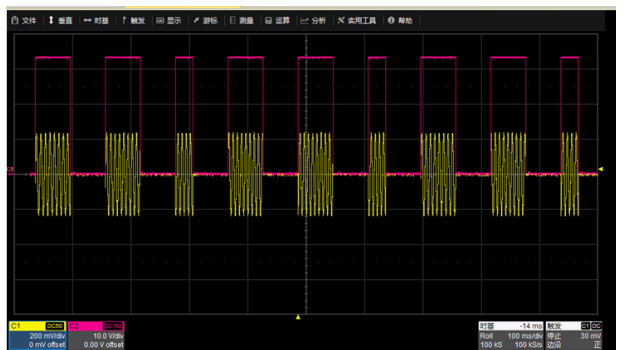 文件 垂直 时基 触发 显示 游标 测量 运算 分析 实用工具 帮助
C1 DC50 C2 DC1M 时基 -14 ms 触发 C1 DC
200 mV/div 10.0 V/div Roll 100 ms/div 停止 30 mV
0 mV offset 0.00 V offset 100 kS 100 kS/s 边沿 正